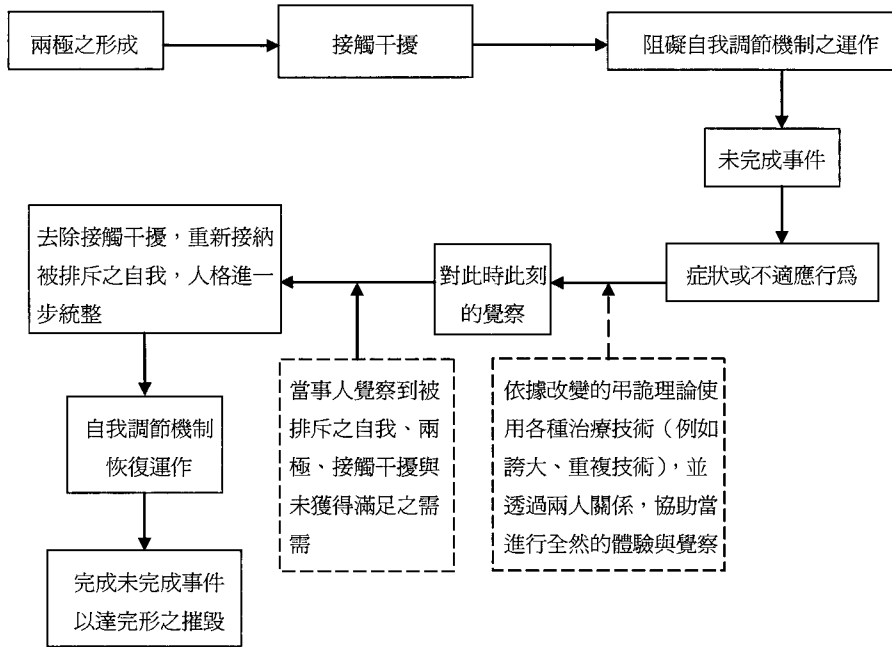 兩極之形成
接觸干擾
阻礙自我調節機制之運作
未完成事件
症狀或不適應行爲
對此時此刻
的覺察
去除接觸干擾，重新接納
被排斥之自我，人格進一
步統整
當事人覺察到被
排斥之自我、兩
極、接觸干擾與
未獲得滿足之需
需
依據改變的弔詭理論使
用各種治療技術（例如
誇大、重複技術），並
透過兩人關係，協助當
進行全然的體驗與覺察
自我調節機制
恢復運作
完成未完成事件
以達完形之摧毀